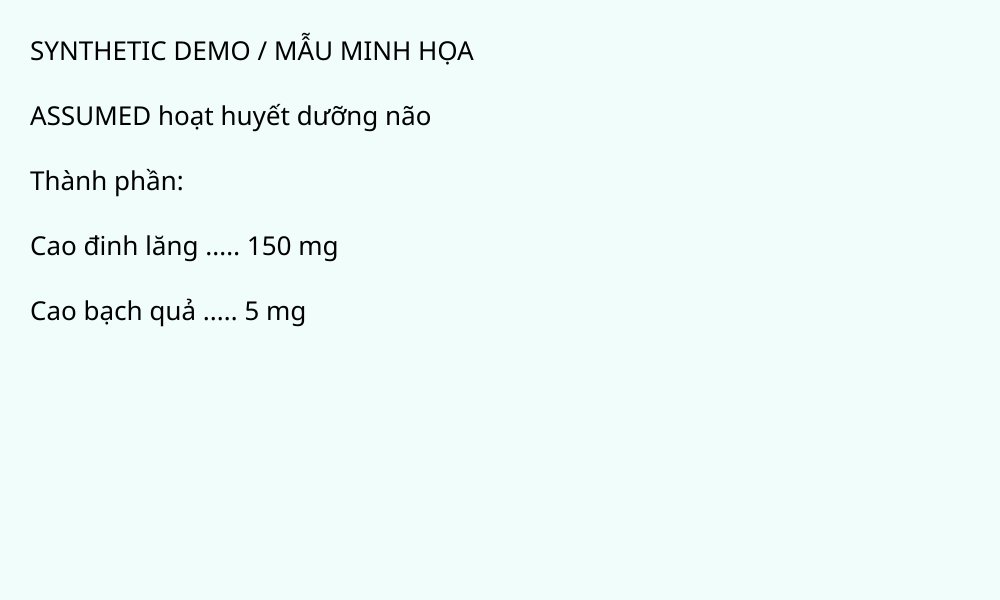 SYNTHETIC DEMO / MẪU MINH HỌA
ASSUMED hoạt huyết dưỡng não
Thành phần:
Cao đinh lăng ..... 150 mg
Cao bạch quả ..... 5 mg